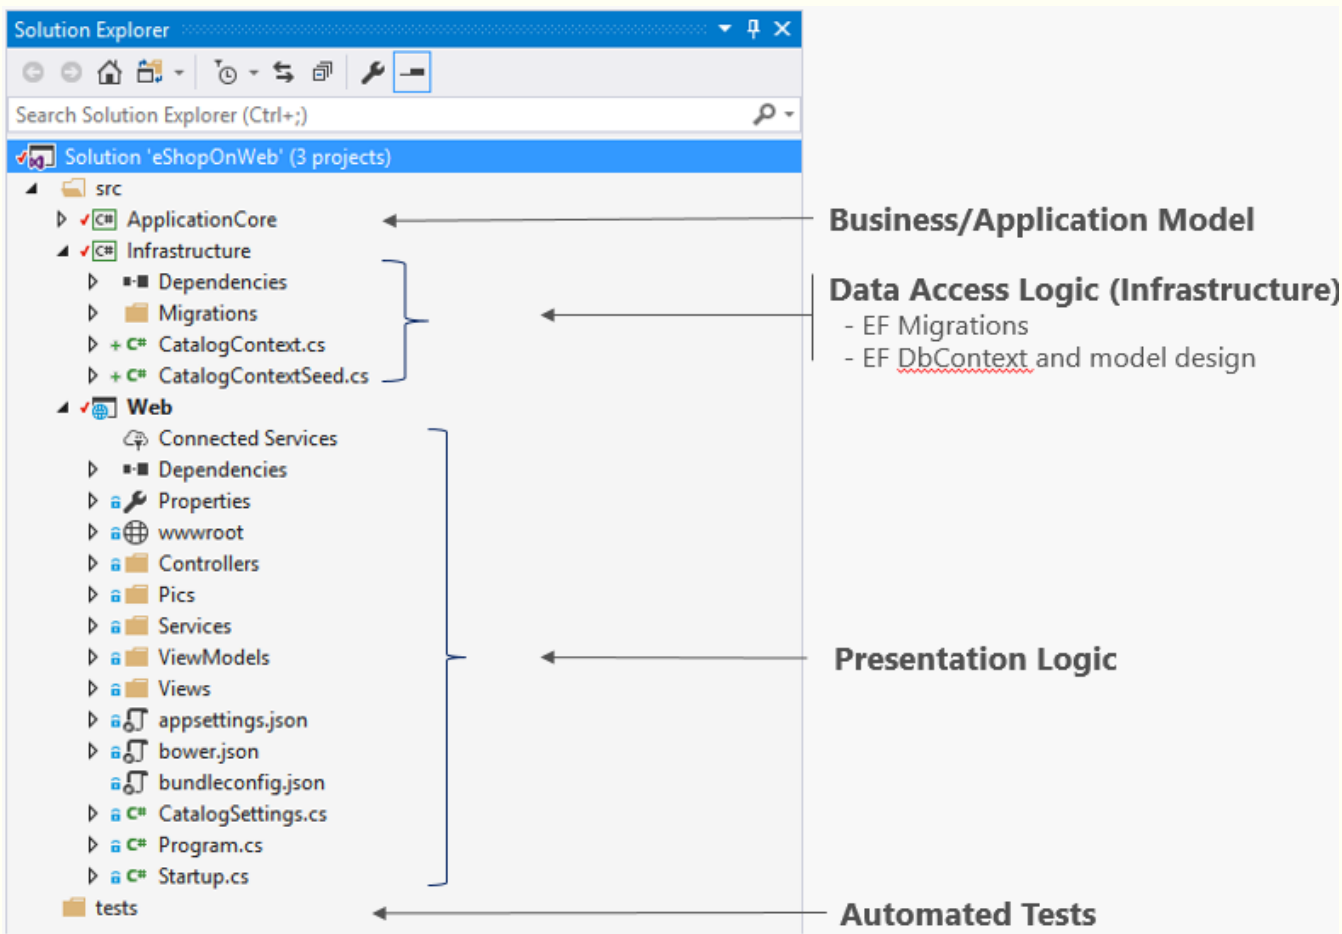 Solution Explorer
Search Solution Explorer (Ctrl+;)
Solution 'eShopOnWeb' (3 projects)
src
C# ApplicationCore
Business/Application Model
C# Infrastructure
Dependencies
Data Access Logic (Infrastructure)
Migrations
- EF Migrations
+ C# CatalogContext.cs
- EF DbContext and model design
+ C# CatalogContextSeed.cs
Web
Connected Services
Dependencies
Properties
wwwroot
Controllers
Pics
Services
ViewModels
Presentation Logic
Views
appsettings.json
bower.json
bundleconfig.json
C# CatalogSettings.cs
C# Program.cs
C# Startup.cs
tests
Automated Tests